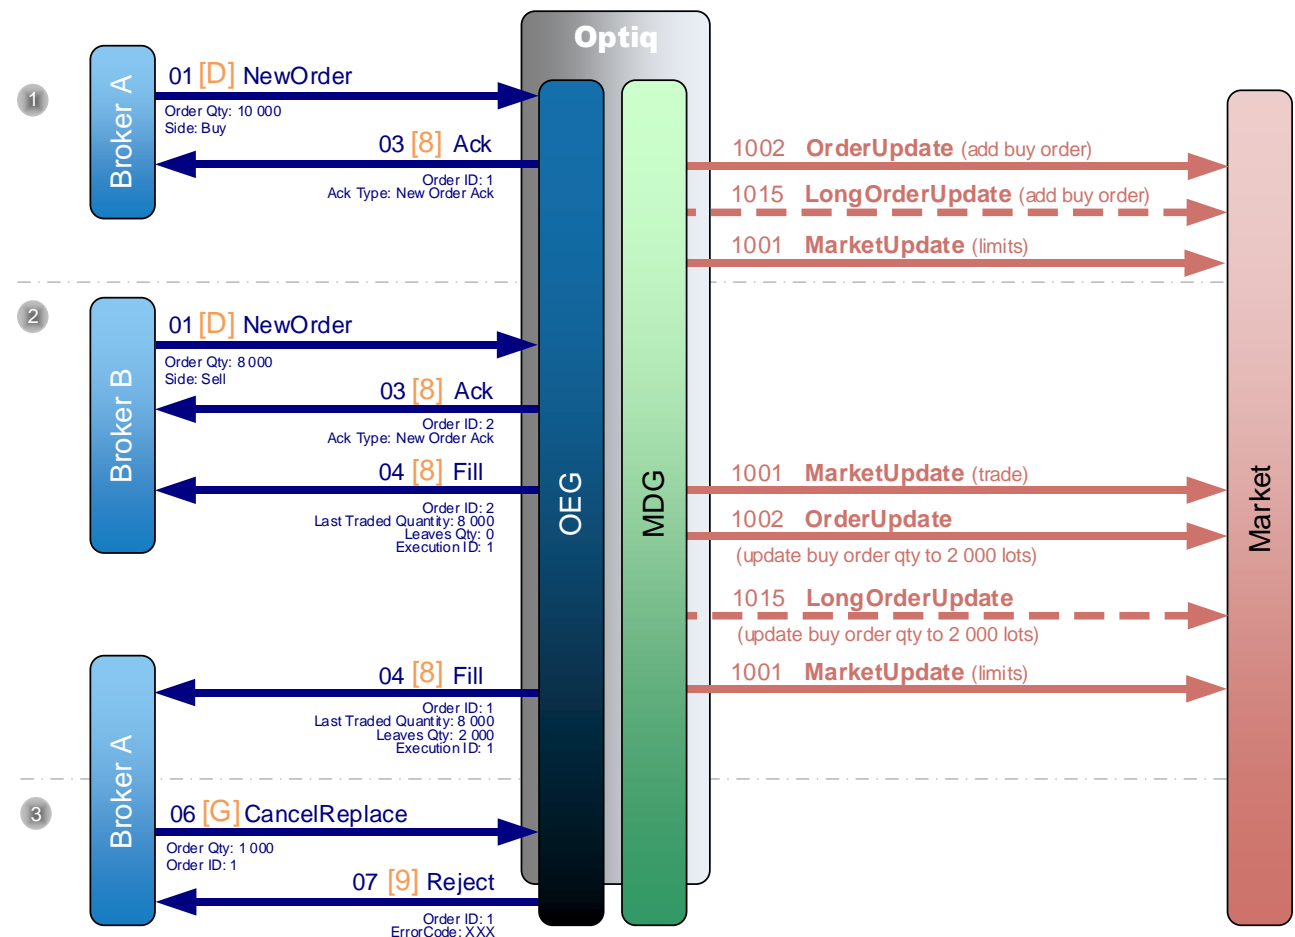 Optiq
1
Broker A
01 [D] NewOrder
Order Qty: 10 000
Side: Buy
03 [8] Ack
Order ID: 1
Ack Type: New Order Ack
1002 OrderUpdate (add buy order)
1015 LongOrderUpdate (add buy order)
1001 MarketUpdate (limits)
2
Broker B
01 [D] NewOrder
Order Qty: 8 000
Side: Sell
03 [8] Ack
Order ID: 2
Ack Type: New Order Ack
04 [8] Fill
Order ID: 2
Last Traded Quantity: 8 000
Leaves Qty: 0
Execution ID: 1
OEG
MDG
1001 MarketUpdate (trade)
1002 OrderUpdate
(update buy order qty to 2 000 lots)
1015 LongOrderUpdate
(update buy order qty to 2 000 lots)
1001 MarketUpdate (limits)
Market
04 [8] Fill
Order ID: 1
Last Traded Quantity: 8 000
Leaves Qty: 2 000
Execution ID: 1
Broker A
3
06 [G] CancelReplace
Order Qty: 1 000
Order ID: 1
07 [9] Reject
Order ID: 1
ErrorCode: XXX